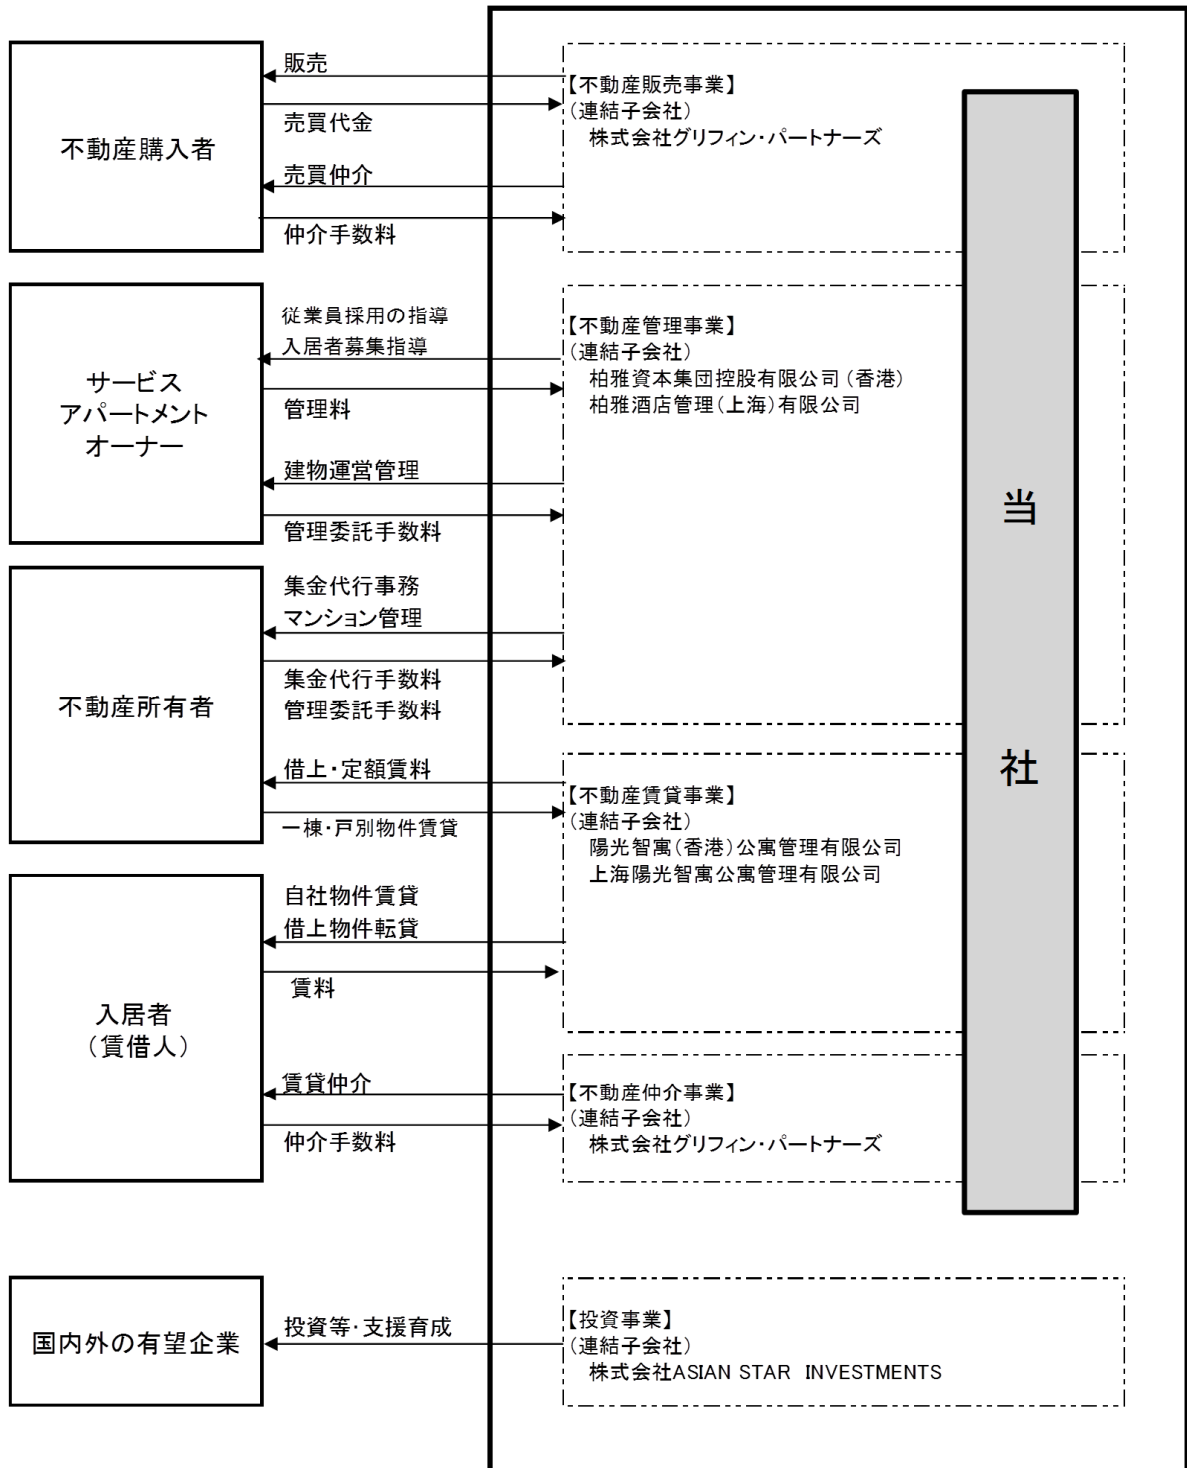 不動産購入者
販売
売買代金
売買仲介
仲介手数料
【不動産販売事業】
(連結子会社)
株式会社グリフィン・パートナーズ
サービス
アパートメント
オーナー
従業員採用の指導
入居者募集指導
管理料
建物運営管理
管理委託手数料
【不動産管理事業】
(連結子会社)
柏雅資本集団控股有限公司(香港)
柏雅酒店管理(上海)有限公司
不動産所有者
集金代行事務
マンション管理
集金代行手数料
管理委託手数料
借上・定額賃料
一棟・戸別物件賃貸
【不動産賃貸事業】
(連結子会社)
陽光智寓(香港)公寓管理有限公司
上海陽光智寓公寓管理有限公司
入居者
(賃借人)
自社物件賃貸
借上物件転貸
賃料
賃貸仲介
仲介手数料
【不動産仲介事業】
(連結子会社)
株式会社グリフィン・パートナーズ
当
社
国内外の有望企業
投資等・支援育成
【投資事業】
(連結子会社)
株式会社ASIAN STAR INVESTMENTS